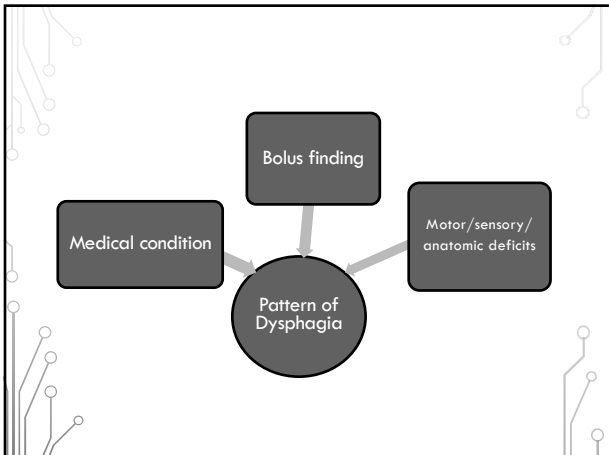 Bolus finding
Medical condition
Motor/sensory/
anatomic deficits
Pattern of
Dysphagia